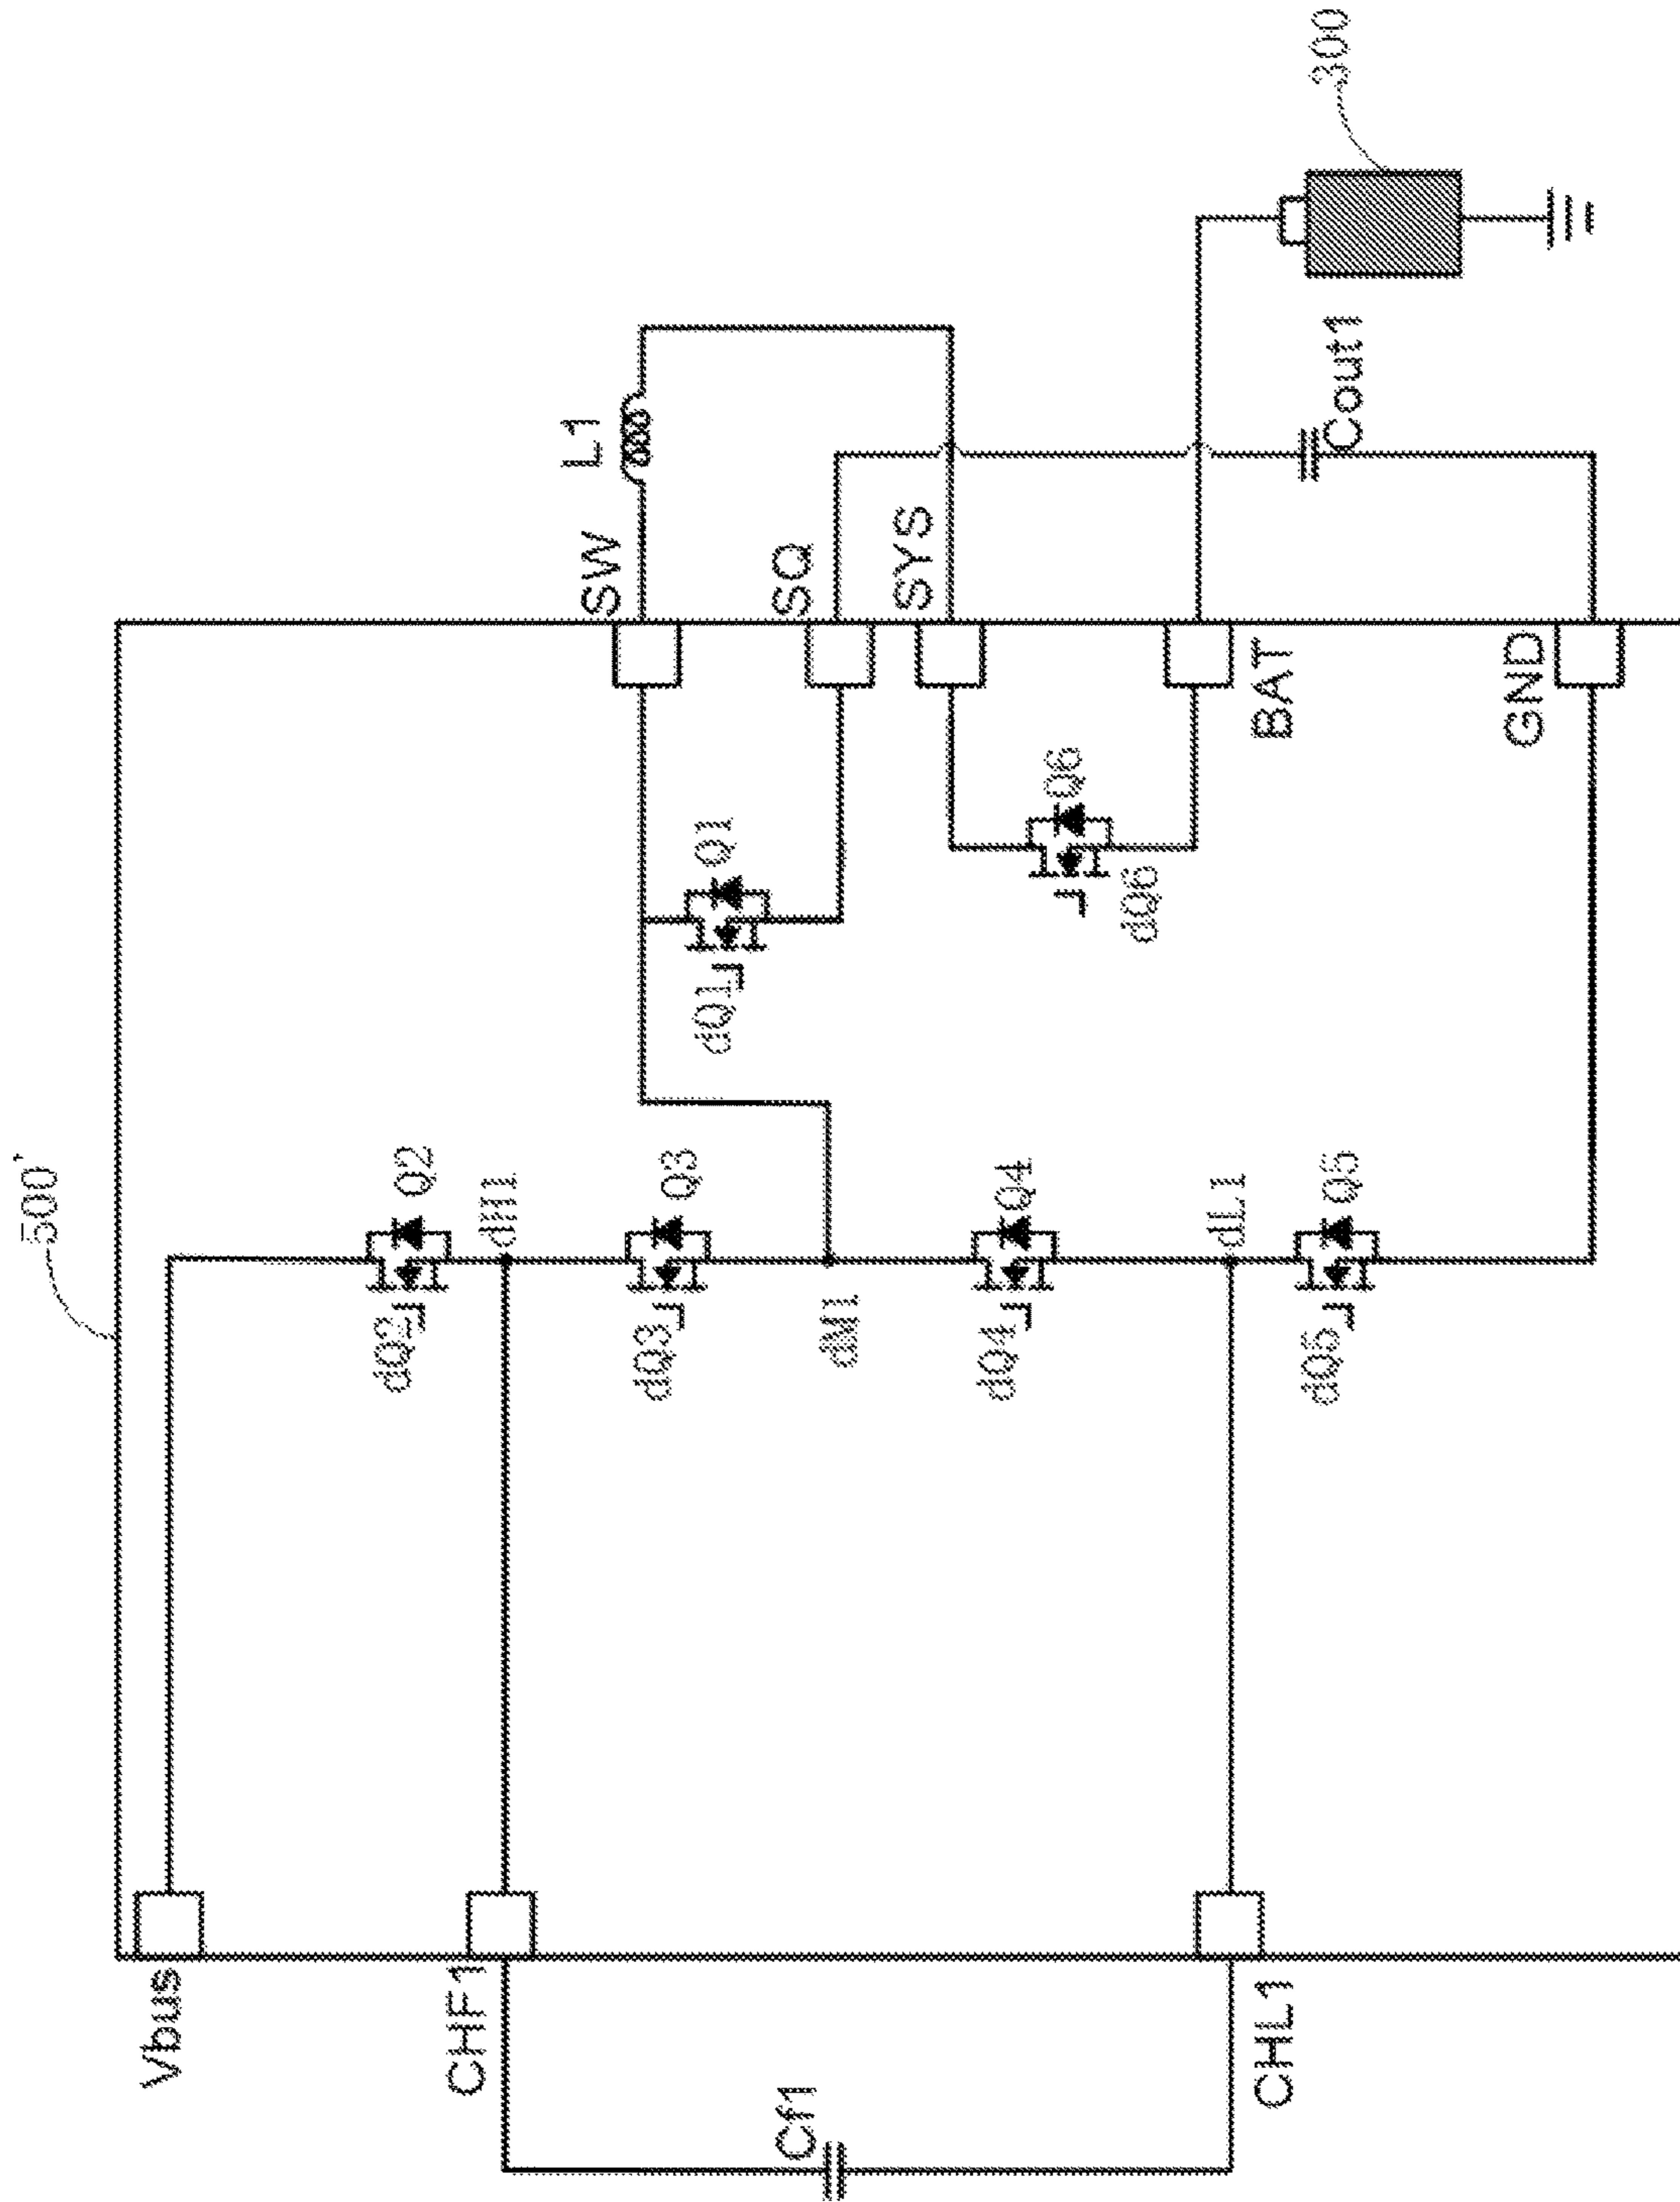 500'
Vbus
CHF1
Cf1
CHL1
dQ2
Q2
dH1
dQ3
Q3
dM1
dQ4
Q4
dL1
dQ5
Q5
dQ1
Q1
dQ6
Q6
SW
SQ
SYS
BAT
GND
L1
Cout1
300